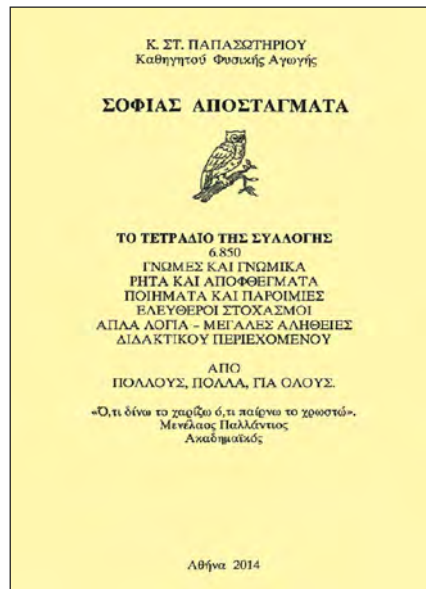 Κ. ΣΤ. ΠΑΠΑΣΩΤΗΡΙΟΥ
Καθηγητού Φυσικής Αγωγής
ΣΟΦΙΑΣ ΑΠΟΣΤΑΓΜΑΤΑ
ΤΟ ΤΕΤΡΑΔΙΟ ΤΗΣ ΣΥΛΛΟΓΗΣ
6.850
ΓΝΩΜΕΣ ΚΑΙ ΓΝΩΜΙΚΑ
ΡΗΤΑ ΚΑΙ ΑΠΟΦΘΕΓΜΑΤΑ
ΠΟΙΗΜΑΤΑ ΚΑΙ ΠΑΡΟΙΜΙΕΣ
ΕΛΕΥΘΕΡΟΙ ΣΤΟΧΑΣΜΟΙ
ΑΠΛΑ ΛΟΓΙΑ – ΜΕΓΑΛΕΣ ΑΛΗΘΕΙΕΣ
ΔΙΔΑΚΤΙΚΟΥ ΠΕΡΙΕΧΟΜΕΝΟΥ
ΑΠΟ
ΠΟΛΛΟΥΣ, ΠΟΛΛΑ, ΓΙΑ ΟΛΟΥΣ.
«Ό,τι δίνω το χαρίζω ό,τι παίρνω το χρωστώ».
Μενέλαος Παλλάντιος
Ακαδημαϊκός
Αθήνα 2014